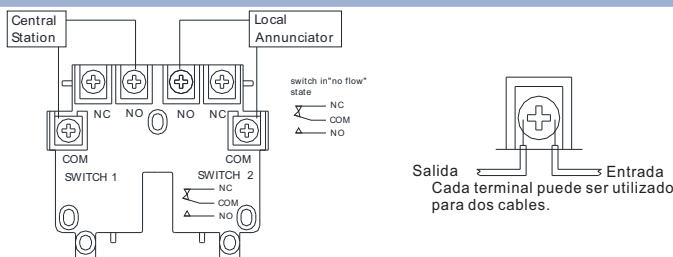 Central
Station
Local
Annunciator
switch in"no flow"
state
NC
COM
NO
NC
NO
NO
NC
COM
COM
SWITCH 1
SWITCH 2
NC
COM
NO
Salida
Entrada
Cada terminal puede ser utilizado
para dos cables.